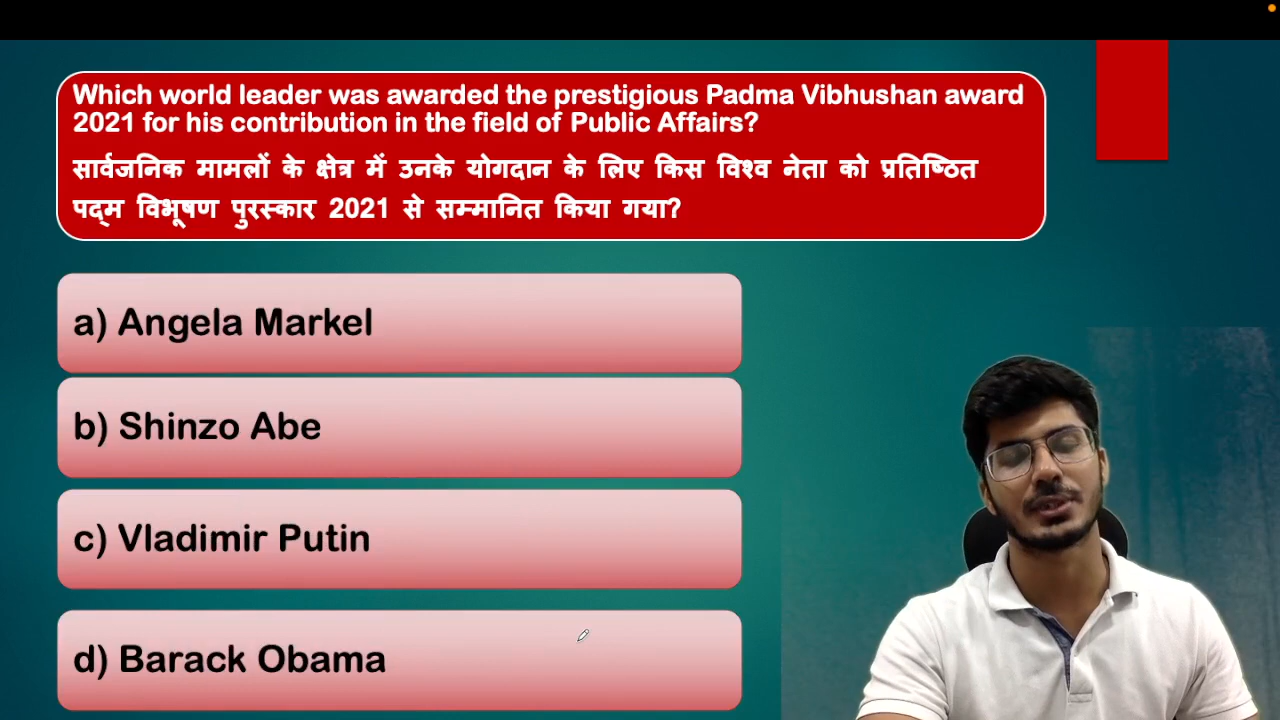 Which world leader was awarded the prestigious Padma Vibhushan award
2021 for his contribution in the field of Public Affairs?
सार्वजनिक मामलों के क्षेत्र में उनके योगदान के लिए किस विश्व नेता को प्रतिष्ठित
पद्म विभूषण पुरस्कार 2021 से सम्मानित किया गया?
a) Angela Markel
b) Shinzo Abe
c) Vladimir Putin
d) Barack Obama